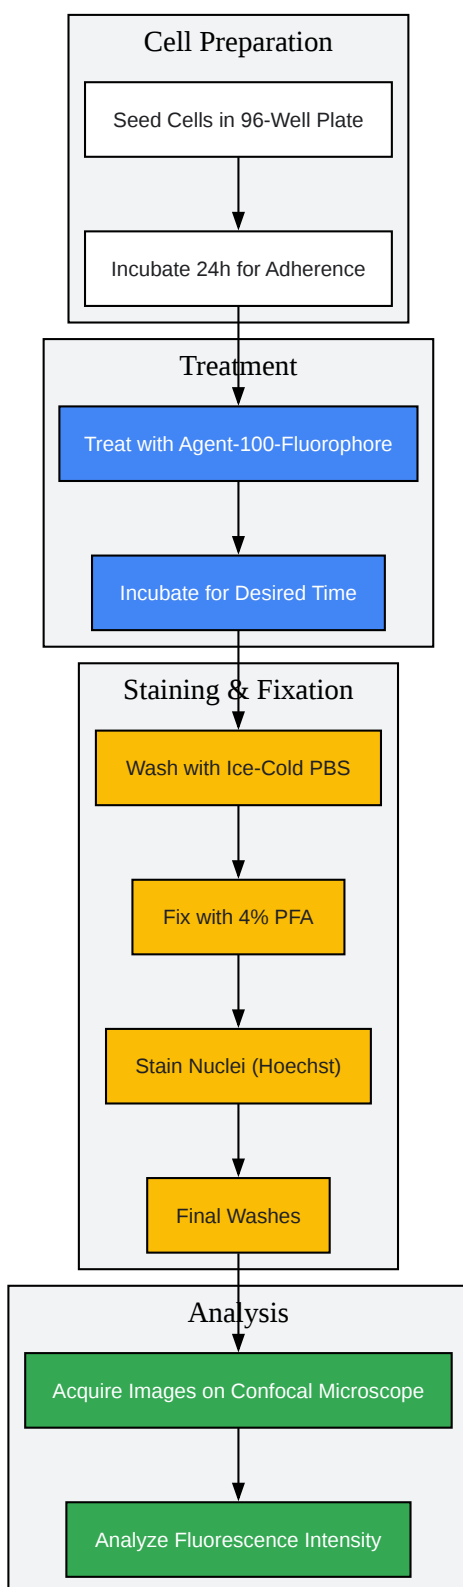 Cell Preparation
Seed Cells in 96-Well Plate
Incubate 24h for Adherence
Treatment
Treat with Agent-100-Fluorophore
Incubate for Desired Time
Staining & Fixation
Wash with Ice-Cold PBS
Fix with 4% PFA
Stain Nuclei (Hoechst)
Final Washes
Analysis
Acquire Images on Confocal Microscope
Analyze Fluorescence Intensity